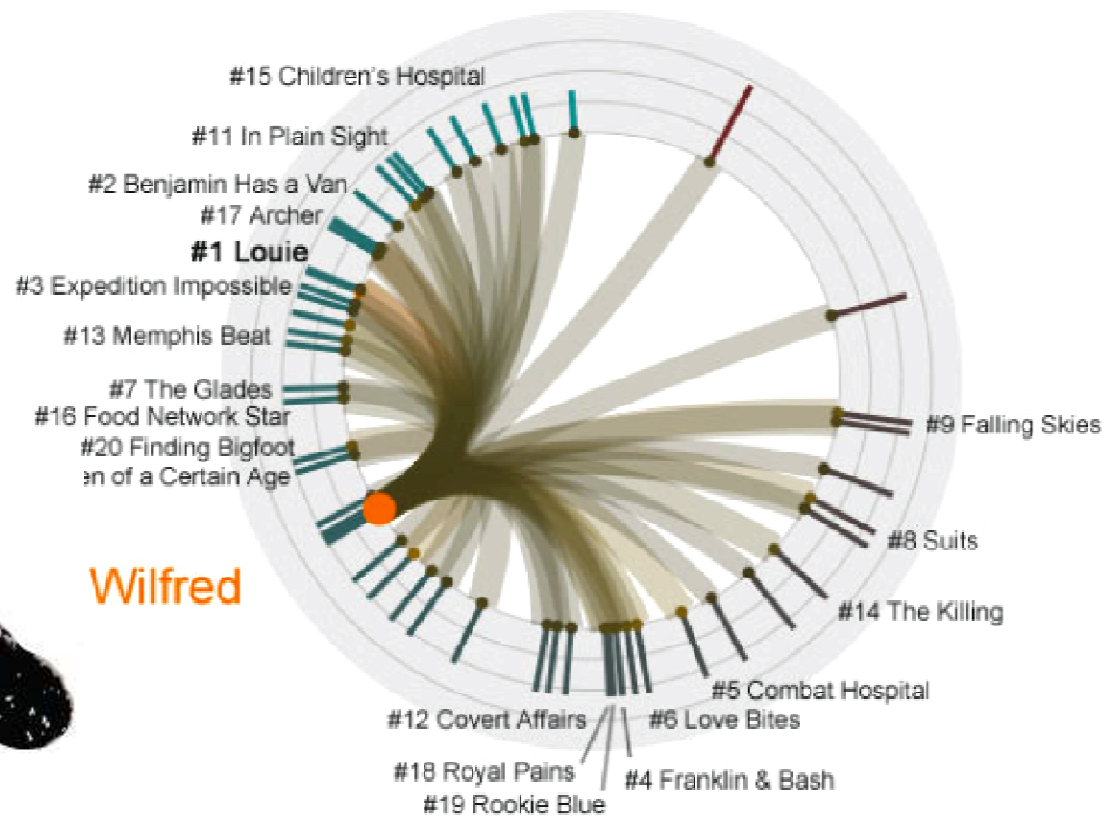 #15 Children's Hospital
#11 In Plain Sight
#2 Benjamin Has a Van
#17 Archer
#1 Louie
#3 Expedition Impossible
#13 Memphis Beat
#7 The Glades
#16 Food Network Star
#20 Finding Bigfoot
en of a Certain Age
Wilfred
#9 Falling Skies
#8 Suits
#14 The Killing
#5 Combat Hospital
#12 Covert Affairs
#6 Love Bites
#18 Royal Pains
#4 Franklin & Bash
#19 Rookie Blue